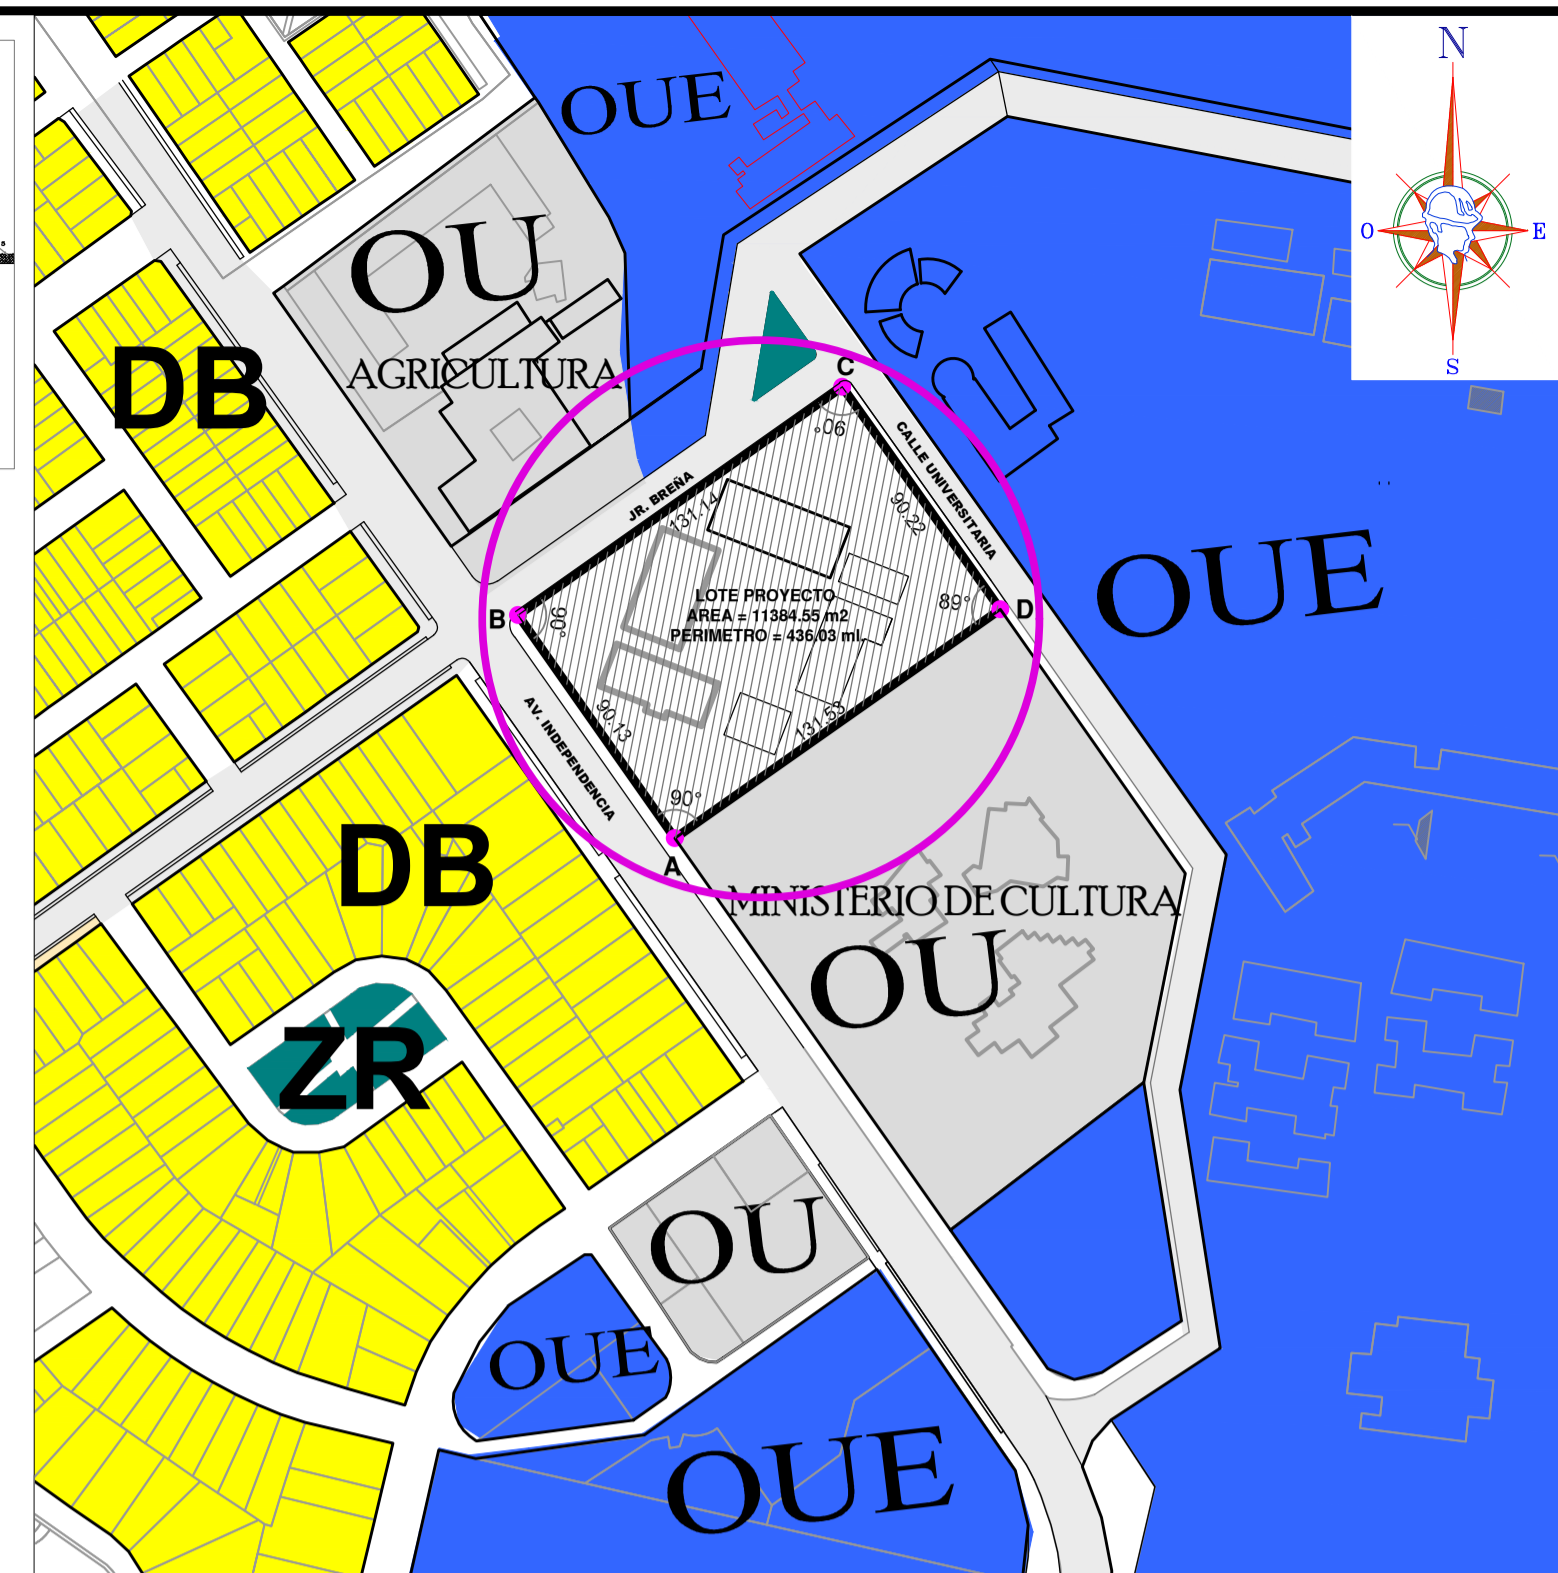 N
O
E
S
OUE
OU
AGRICULTURA
DB
C
90°
JR. BREÑA
131.14
CALLE UNIVERSITARIA
90.22
OUE
B
90°
LOTE PROYECTO
AREA = 11384.55 m2
PERIMETRO = 436.03 ml.
89°
D
90.13
131.53
AV. INDEPENDENCIA
90°
A
DB
MINISTERIO DE CULTURA
OU
ZR
OU
OUE
OUE